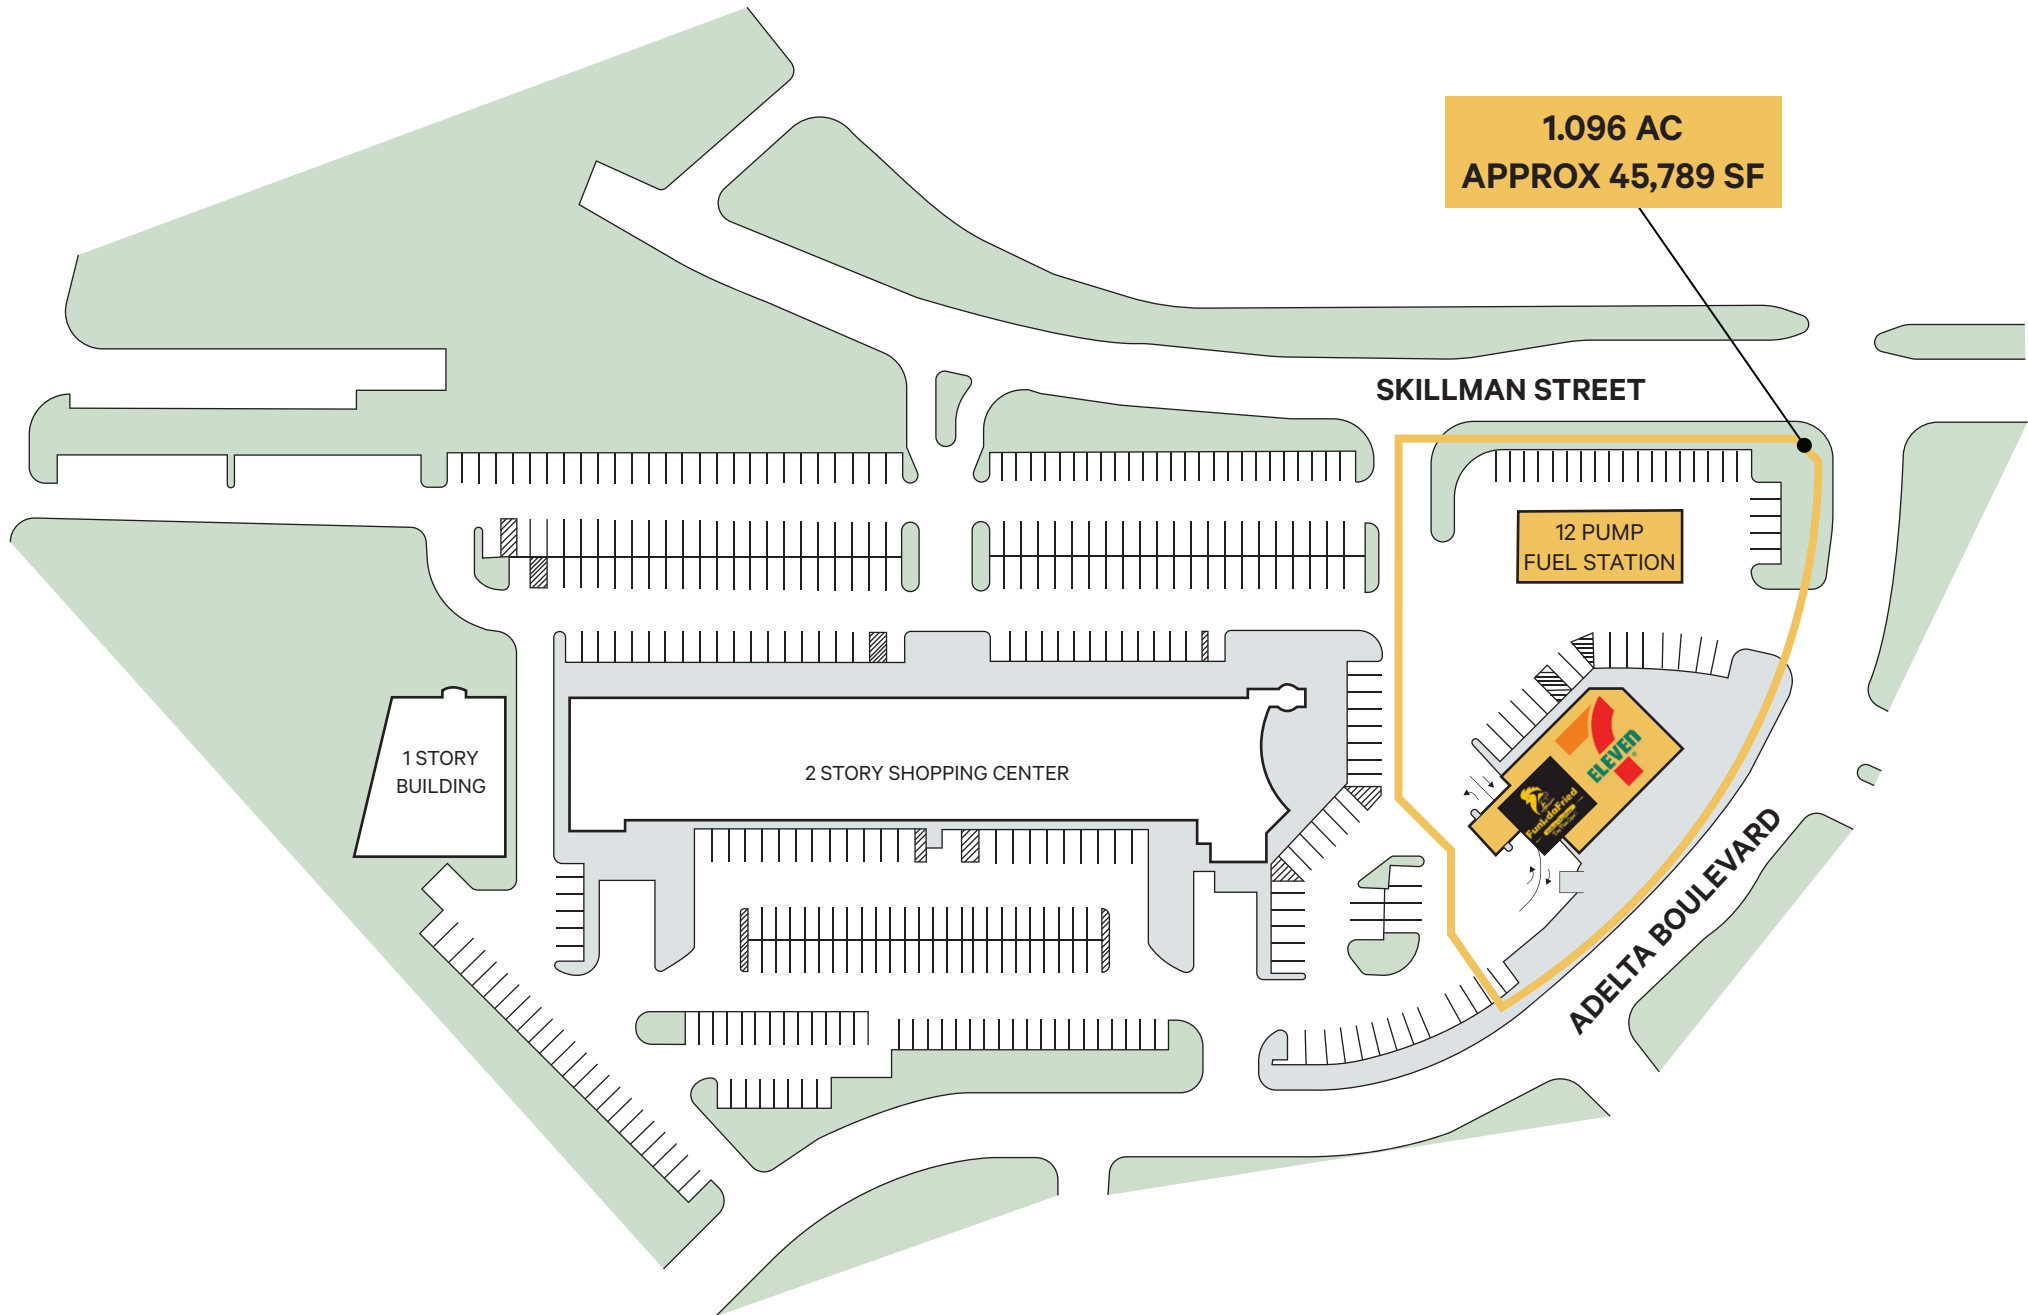 1.096 AC
APPROX 45,789 SF
SKILLMAN STREET
12 PUMP
FUEL STATION
ELEVEN
FunkdaFried
1 STORY
BUILDING
2 STORY SHOPPING CENTER
ADELTA BOULEVARD